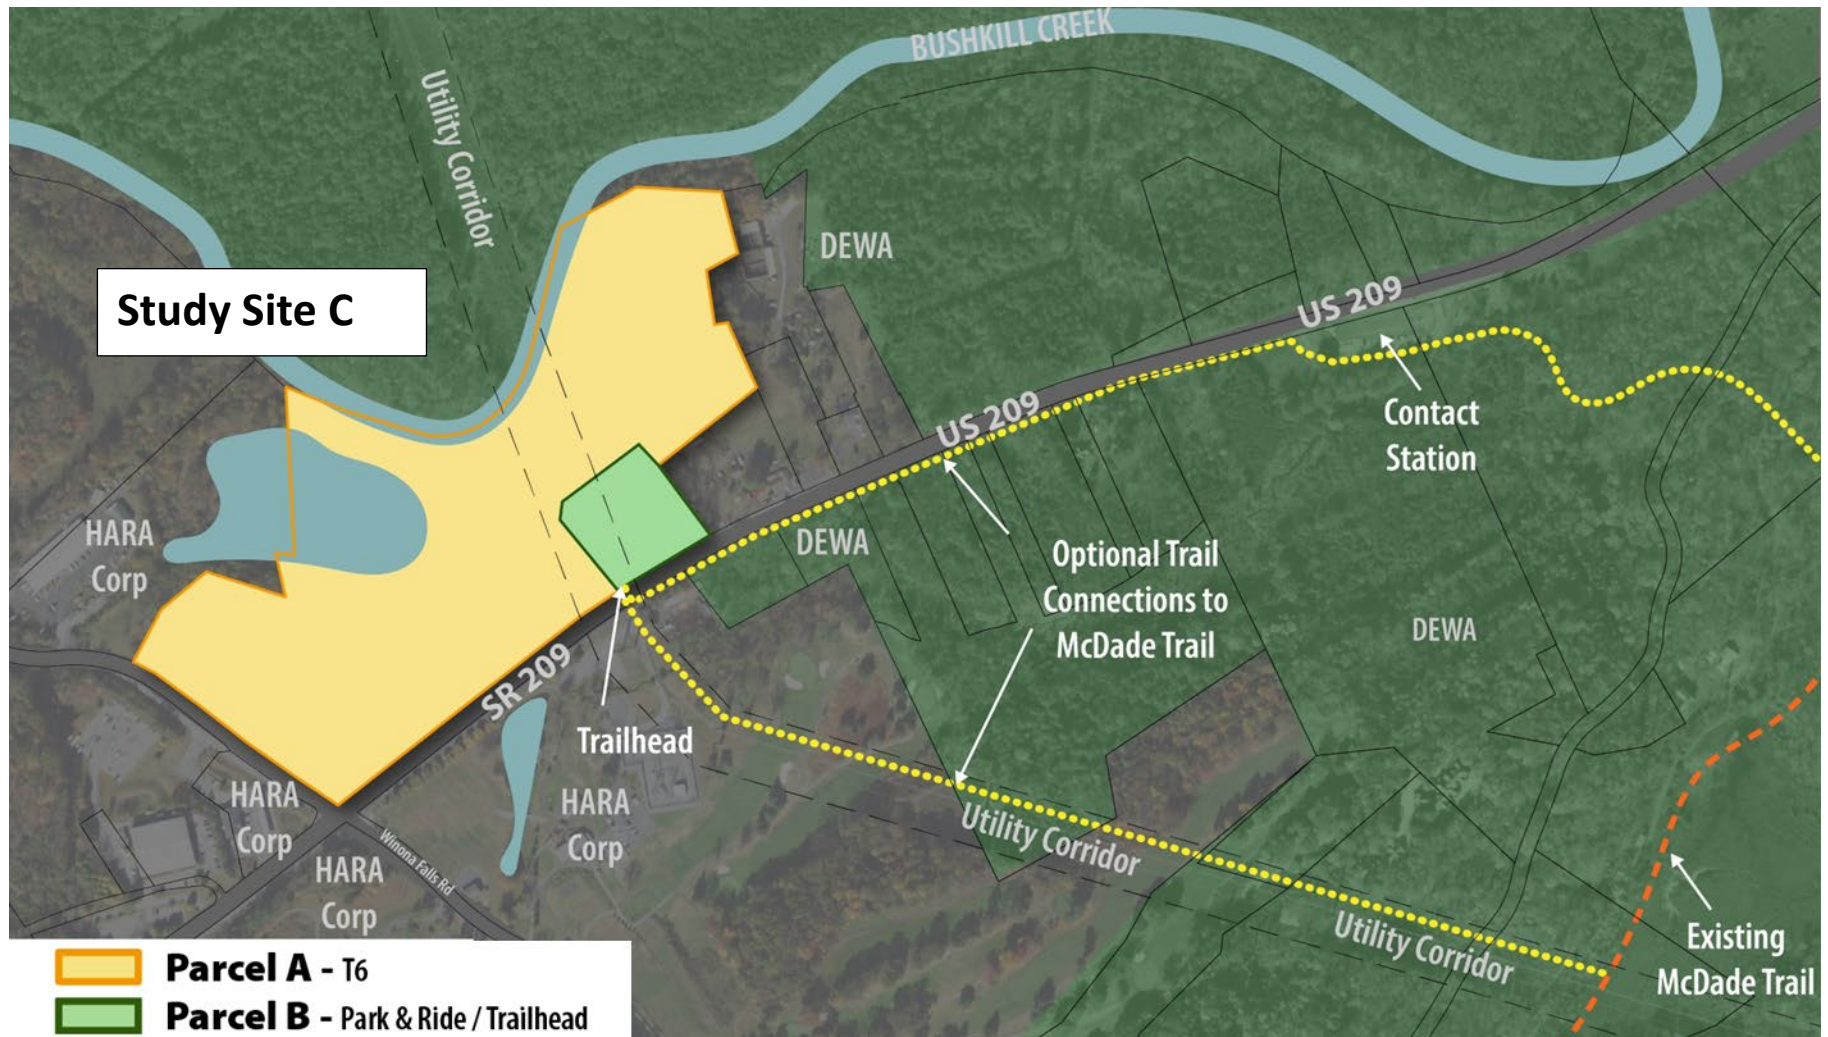 BUSHKILL CREEK
Utility Corridor
DEWA
Study Site C
US 209
US 209
Contact
Station
HARA
Corp
DEWA
Optional Trail
Connections to
McDade Trail
DEWA
SR 209
Trailhead
HARA
Corp
HARA
Corp
Utility Corridor
Winona Falls Rd
HARA
Corp
Utility Corridor
Existing
McDade Trail
Parcel A - T6
Parcel B - Park & Ride / Trailhead